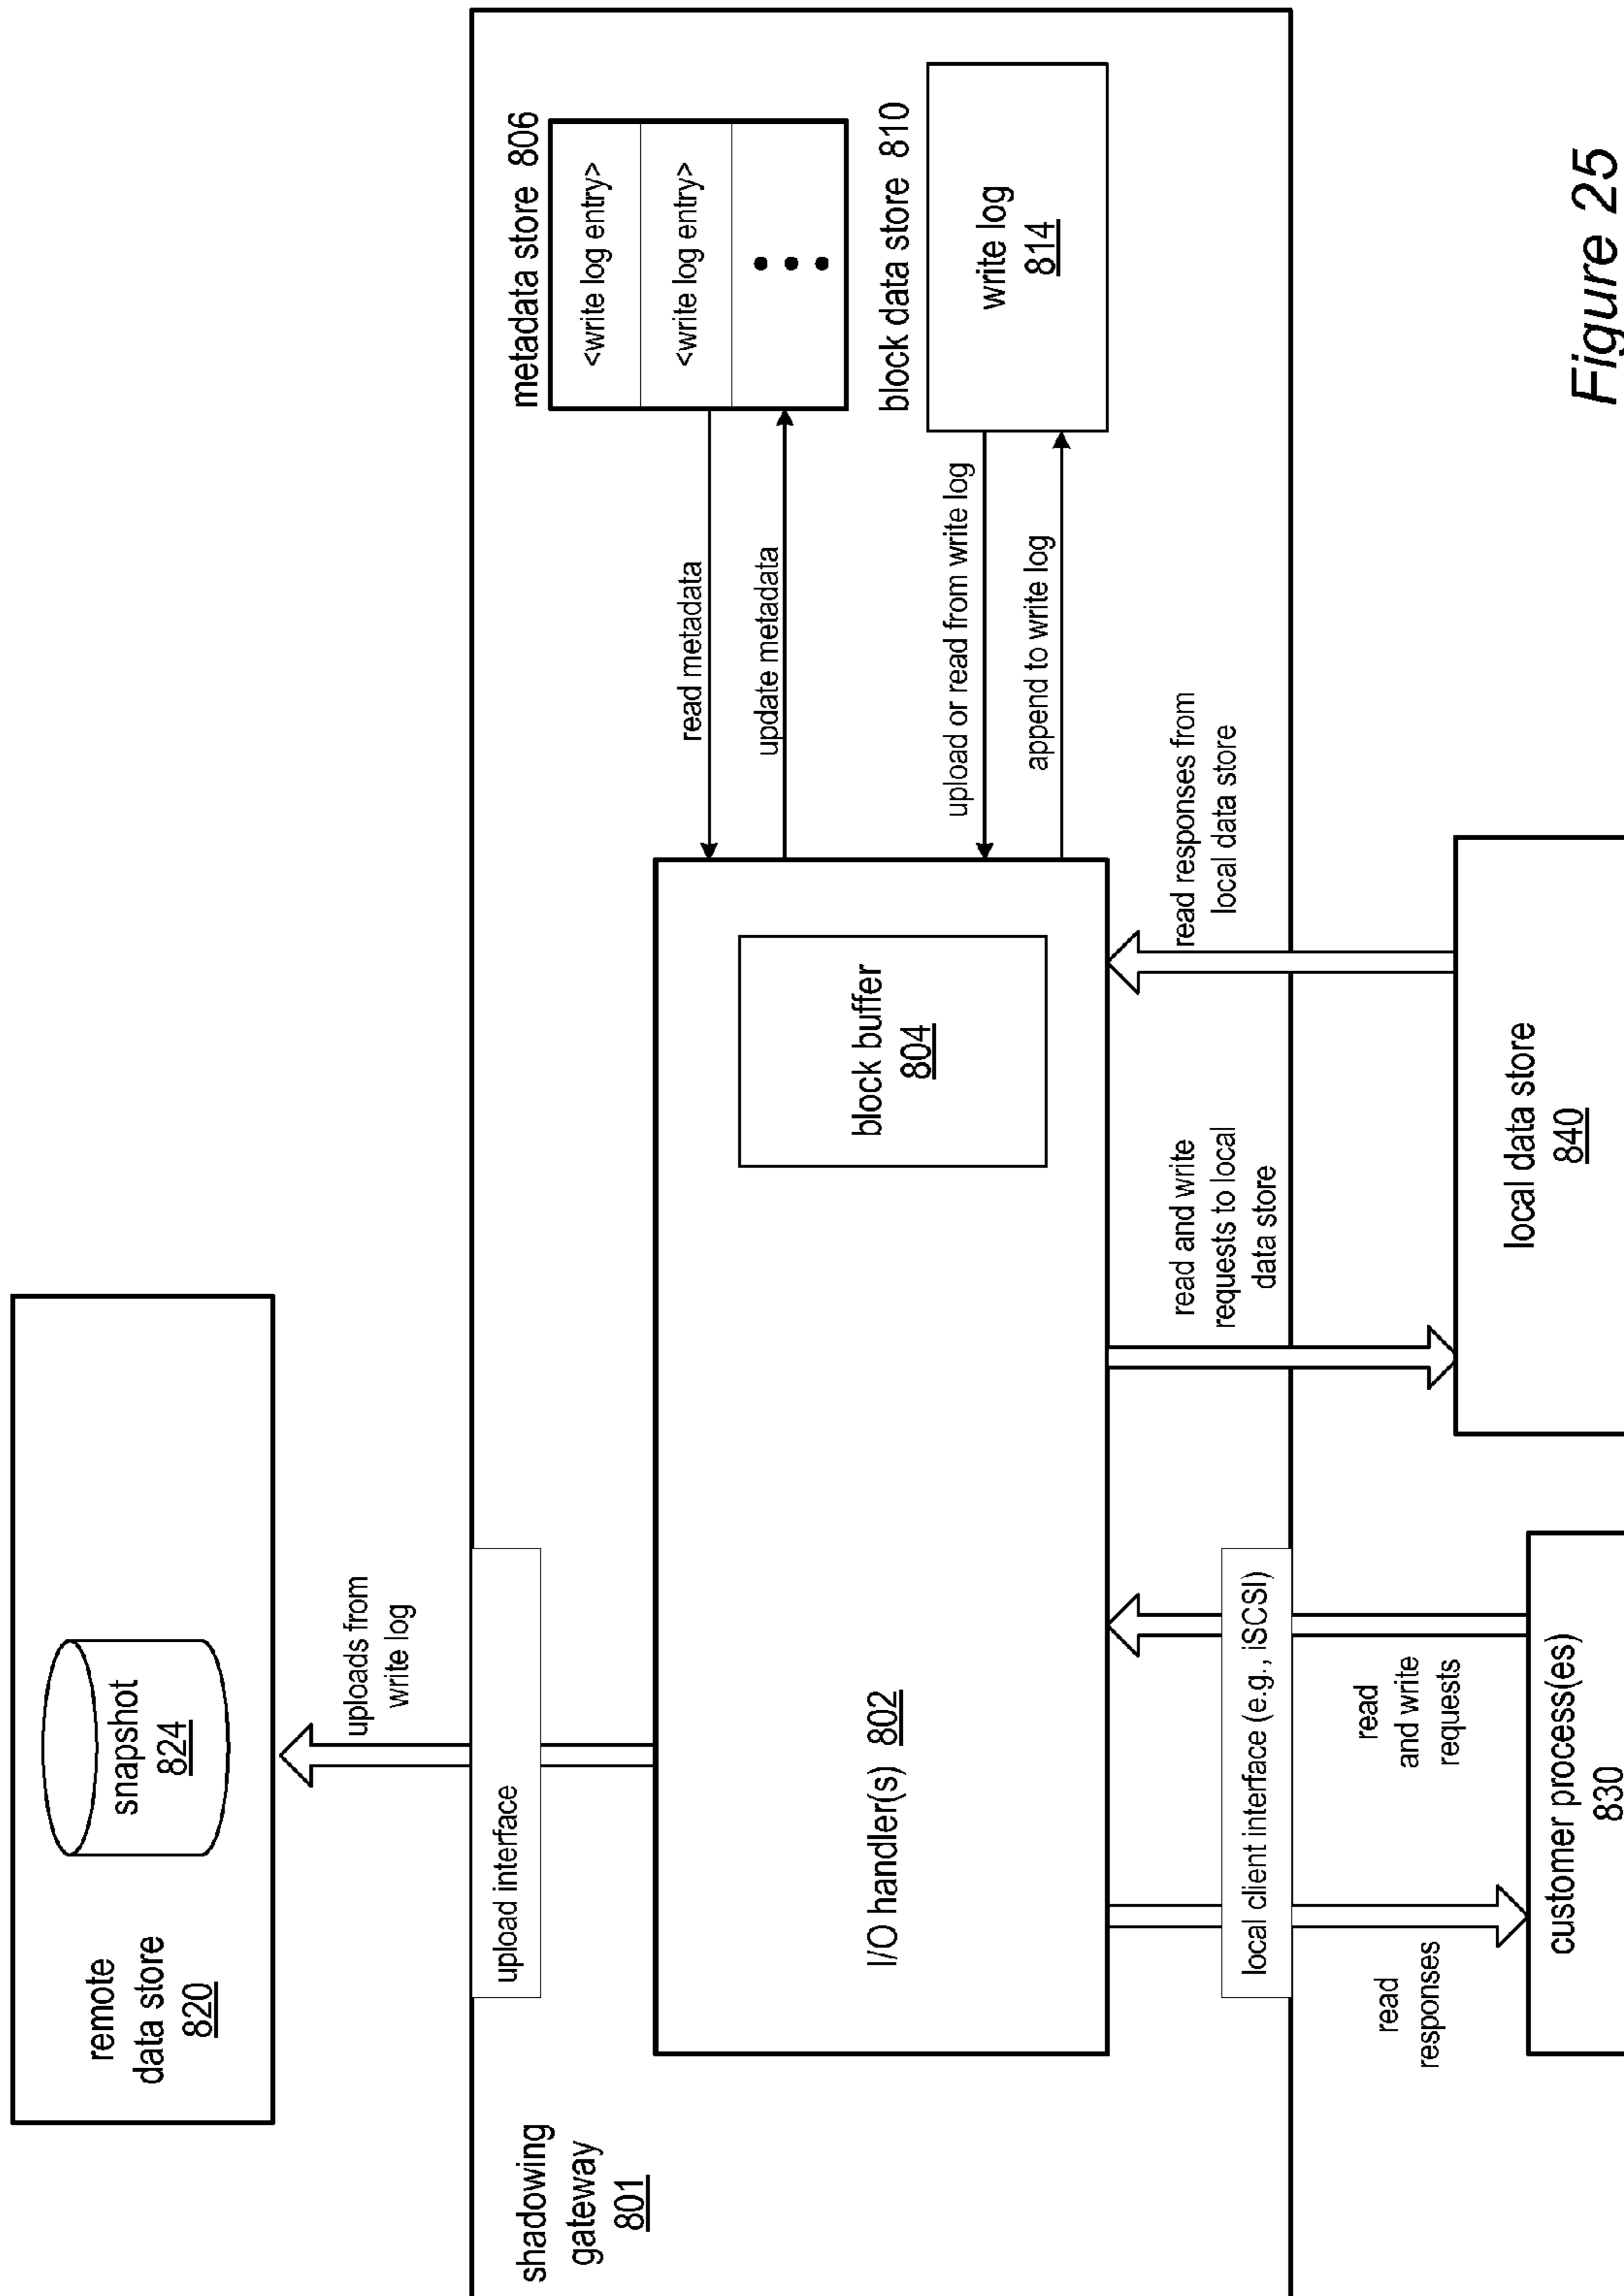 remote
data store
820
snapshot
824
uploads from
write log
shadowing
gateway
801
upload interface
I/O handler(s) 802
block buffer
804
read metadata
update metadata
metadata store 806
<write log entry>
<write log entry>
upload or read from write log
append to write log
block data store 810
write log
814
local client interface (e.g., iSCSI)
read
responses
read
and write
requests
read and write
requests to local
data store
read responses from
local data store
customer process(es)
830
local data store
840
Figure 25